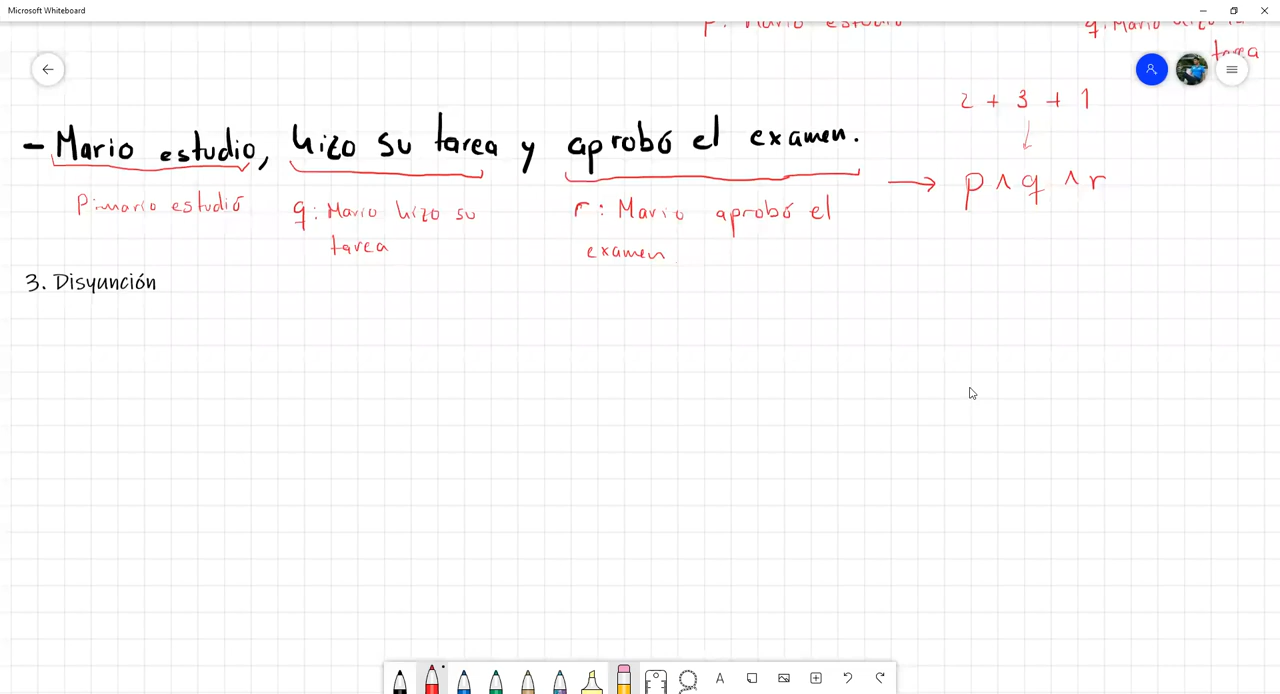 Microsoft Whiteboard
p: Mario estudió
q: Mario hizo la
tarea
2 + 3 + 1
- Mario estudio, hizo su tarea y aprobó el examen.
→ p ∧ q ∧ r
P: Mario estudió
q: Mario hizo su
tarea
r: Mario aprobó el
examen
3. Disyunción
A